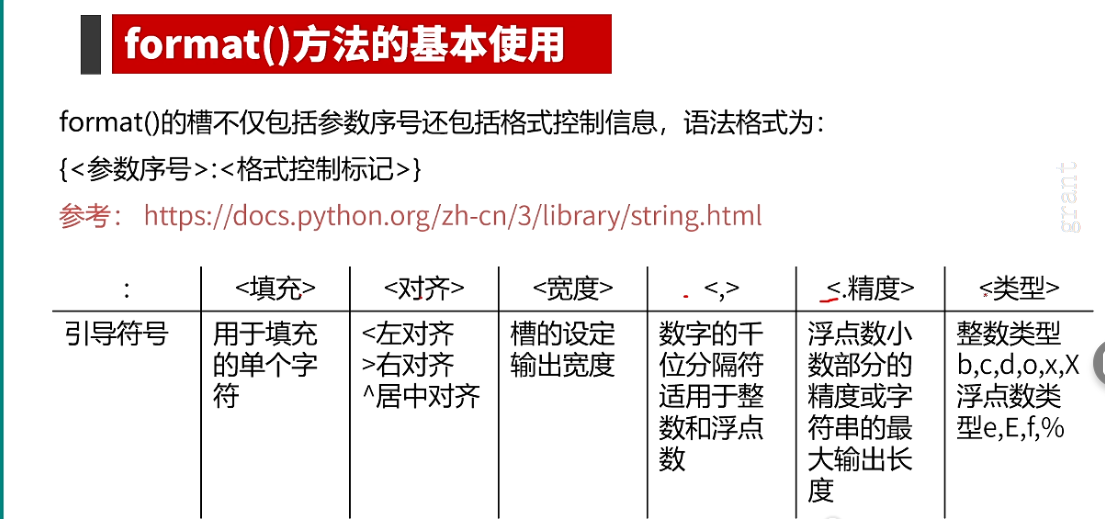 format()方法的基本使用
format()的槽不仅包括参数序号还包括格式控制信息，语法格式为：
{<参数序号>:<格式控制标记>}
参考： https://docs.python.org/zh-cn/3/library/string.html
grant
: <填充> <对齐> <宽度> <,> <.精度> <类型>
引导符号
用于填充
的单个字
符
<左对齐
>右对齐
^居中对齐
槽的设定
输出宽度
数字的千
位分隔符
适用于整
数和浮点
数
浮点数小
数部分的
精度或字
符串的最
大输出长
度
整数类型
b,c,d,o,x,X
浮点数类
型e,E,f,%